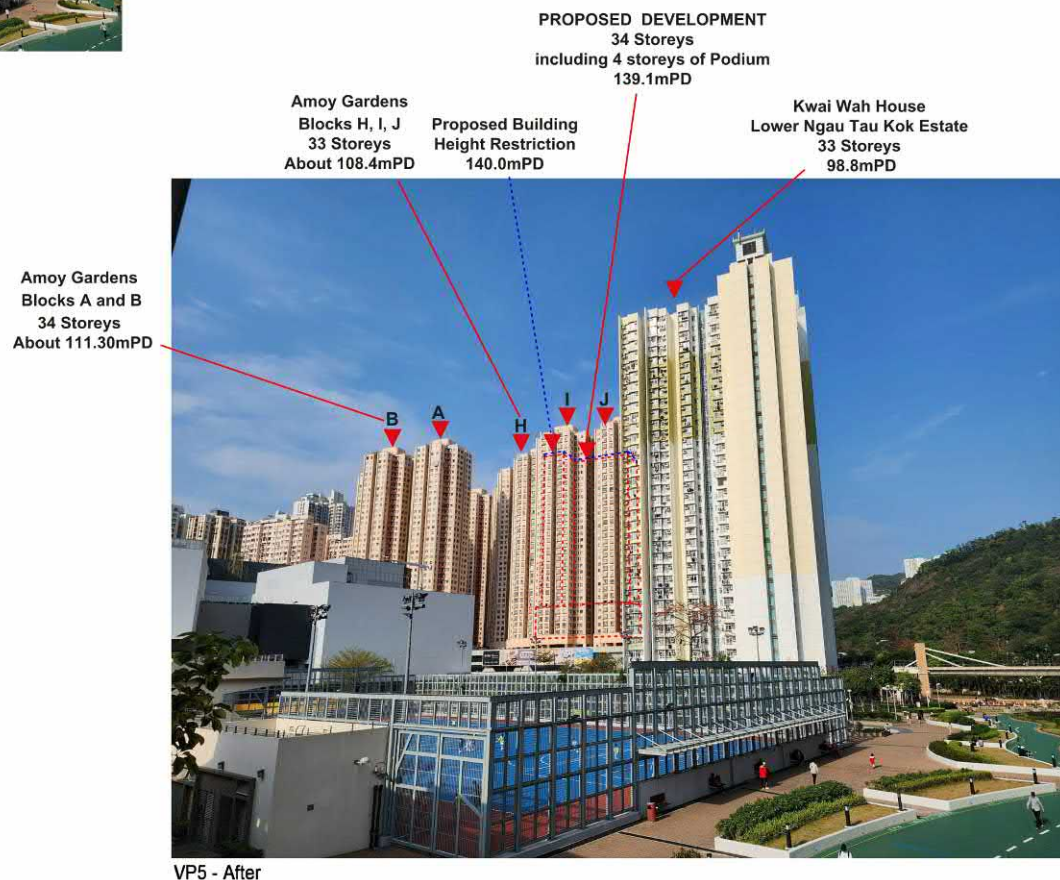 PROPOSED DEVELOPMENT
34 Storeys
including 4 storeys of Podium
139.1mPD
Amoy Gardens
Blocks H, I, J
33 Storeys
About 108.4mPD
Proposed Building
Height Restriction
140.0mPD
Kwai Wah House
Lower Ngau Tau Kok Estate
33 Storeys
98.8mPD
Amoy Gardens
Blocks A and B
34 Storeys
About 111.30mPD
B
A
H
I
J
VP5 - After